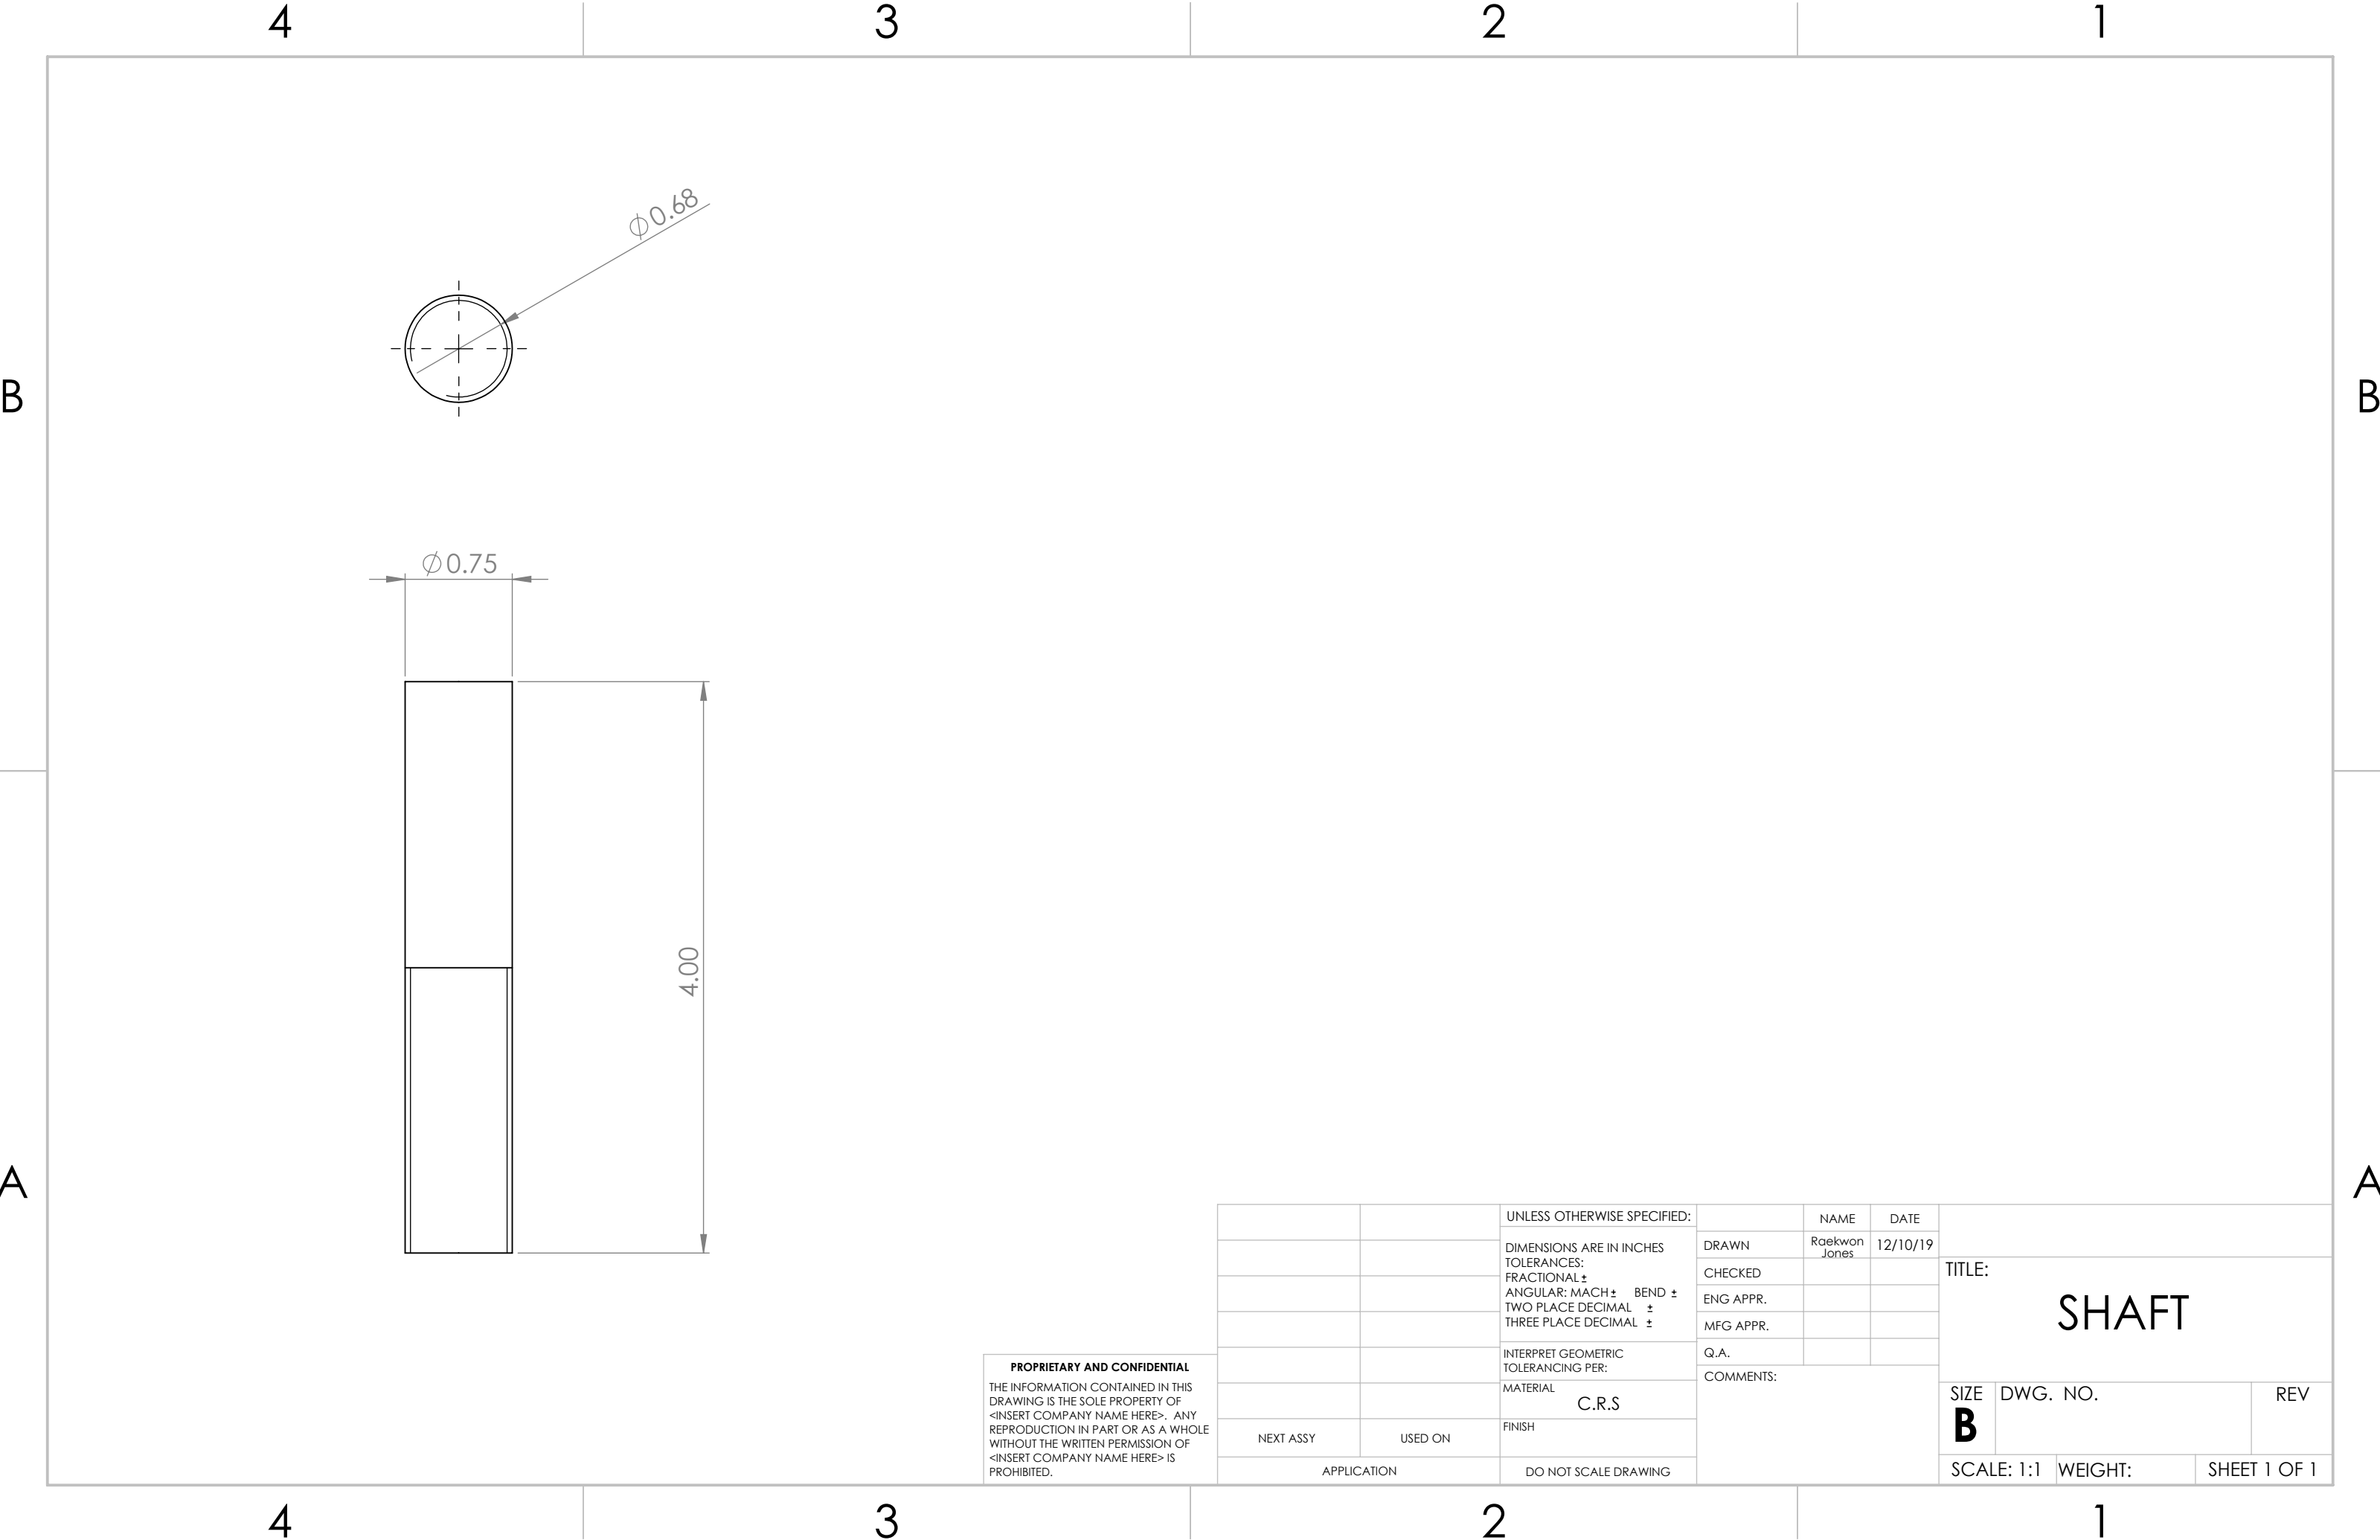 4 3 2 1
⌀0.68
B B
⌀0.75
4.00
A A
UNLESS OTHERWISE SPECIFIED:
DIMENSIONS ARE IN INCHES
TOLERANCES:
FRACTIONAL ±
ANGULAR: MACH ± BEND ±
TWO PLACE DECIMAL ±
THREE PLACE DECIMAL ±
INTERPRET GEOMETRIC
TOLERANCING PER:
MATERIAL
C.R.S
FINISH
DO NOT SCALE DRAWING
NAME DATE
DRAWN Raekwon Jones 12/10/19
CHECKED
ENG APPR.
MFG APPR.
Q.A.
COMMENTS:
TITLE:
SHAFT
SIZE DWG. NO. REV
B
SCALE: 1:1 WEIGHT: SHEET 1 OF 1
PROPRIETARY AND CONFIDENTIAL
THE INFORMATION CONTAINED IN THIS
DRAWING IS THE SOLE PROPERTY OF
<INSERT COMPANY NAME HERE>. ANY
REPRODUCTION IN PART OR AS A WHOLE
WITHOUT THE WRITTEN PERMISSION OF
<INSERT COMPANY NAME HERE> IS
PROHIBITED.
NEXT ASSY USED ON
APPLICATION
4 3 2 1